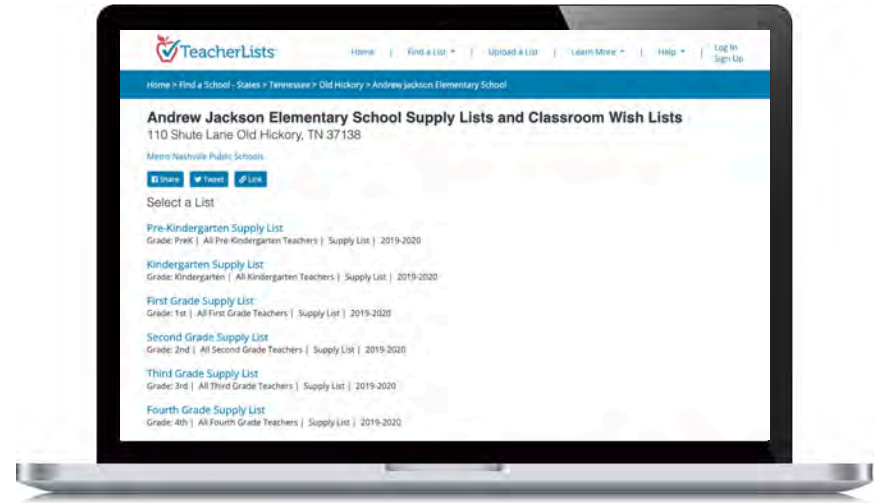 TeacherLists
Home | Find a List | Upload a List | Learn More | Help | Log In
Sign Up
Home > Find a School - States > Tennessee > Old Hickory > Andrew Jackson Elementary School
Andrew Jackson Elementary School Supply Lists and Classroom Wish Lists
110 Shute Lane Old Hickory, TN 37138
Metro Nashville Public Schools
Share Tweet Link
Select a List
Pre-Kindergarten Supply List
Grade: PreK | All Pre-Kindergarten Teachers | Supply List | 2019-2020
Kindergarten Supply List
Grade: Kindergarten | All Kindergarten Teachers | Supply List | 2019-2020
First Grade Supply List
Grade: 1st | All First Grade Teachers | Supply List | 2019-2020
Second Grade Supply List
Grade: 2nd | All Second Grade Teachers | Supply List | 2019-2020
Third Grade Supply List
Grade: 3rd | All Third Grade Teachers | Supply List | 2019-2020
Fourth Grade Supply List
Grade: 4th | All Fourth Grade Teachers | Supply List | 2019-2020